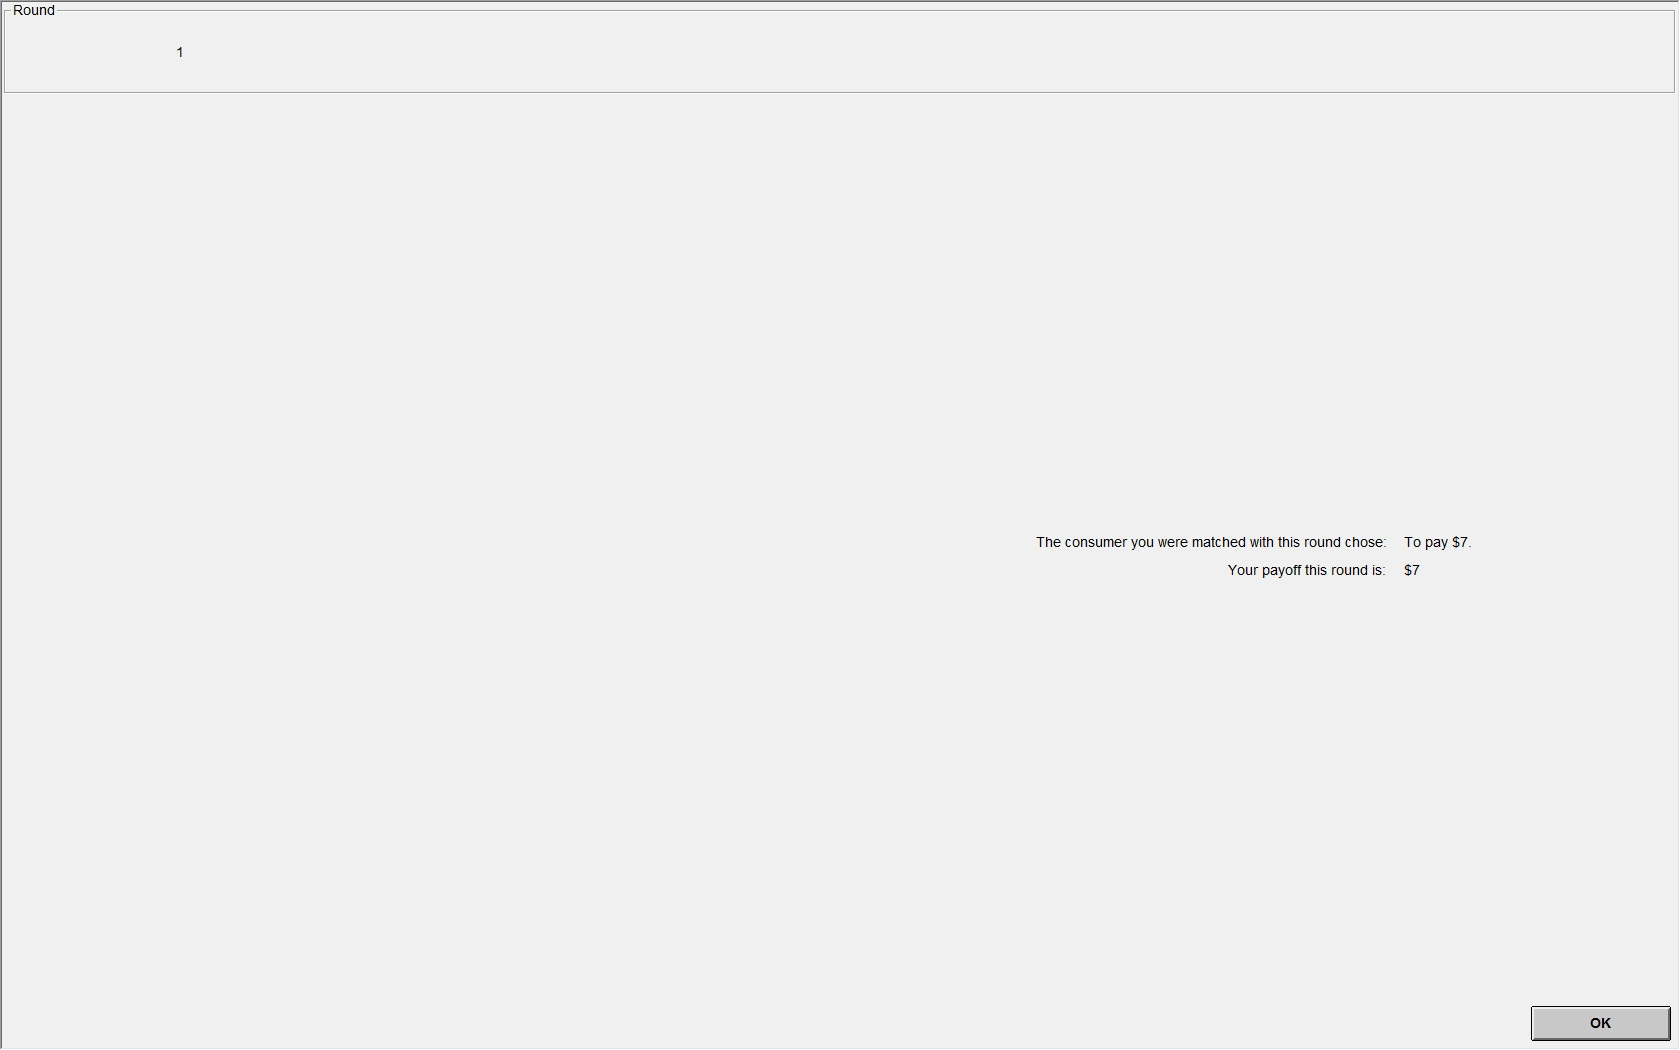 Round
1
The consumer you were matched with this round chose: To pay $7.
Your payoff this round is: $7
OK